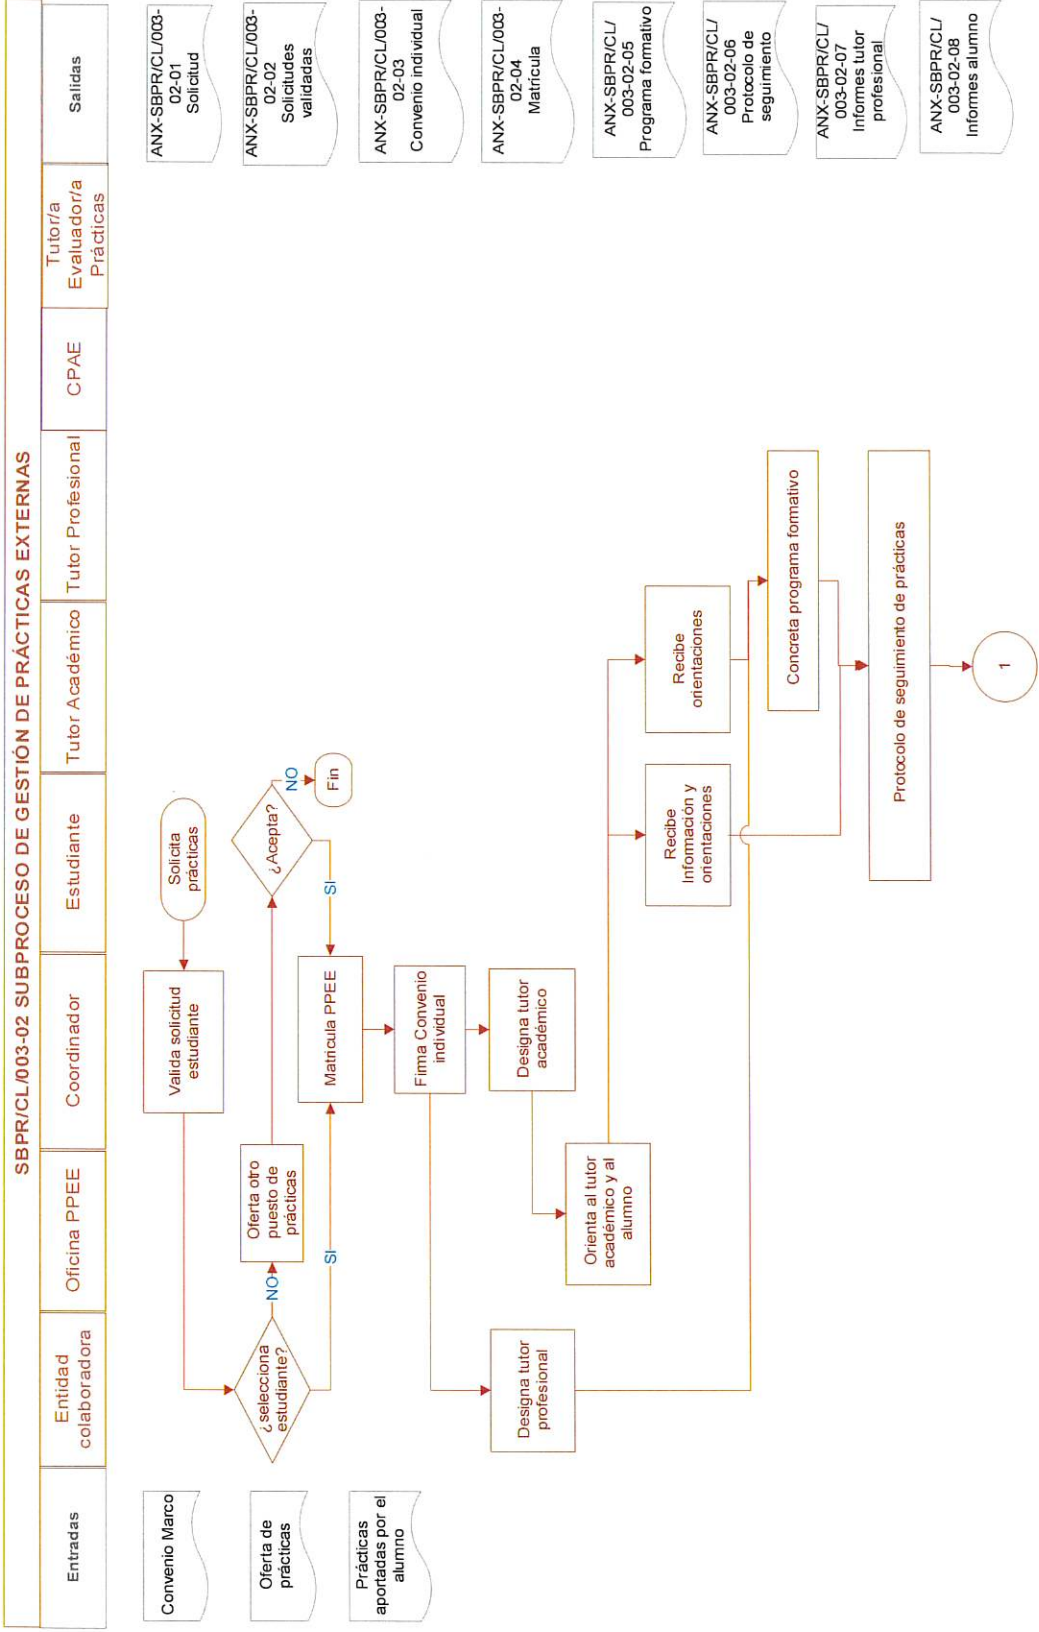 SBPR/CL/003-02 SUBPROCESO DE GESTIÓN DE PRÁCTICAS EXTERNAS
Entradas
Entidad
colaboradora
Oficina PPEE
Coordinador
Estudiante
Tutor Académico
Tutor Profesional
CPAE
Tutor/a
Evaluador/a
Prácticas
Salidas
Convenio Marco
Oferta de
prácticas
Prácticas
aportadas por el
alumno
Solicita
prácticas
Valida solicitud
estudiante
¿selecciona
estudiante?
NO
Oferta otro
puesto de
prácticas
¿Acepta?
NO
Fin
SI
SI
Matrícula PPEE
Firma Convenio
individual
Designa tutor
profesional
Designa tutor
académico
Orienta al tutor
académico y al
alumno
Recibe
Información y
orientaciones
Recibe
orientaciones
Concreta programa formativo
Protocolo de seguimiento de prácticas
1
ANX-SBPR/CL/003-
02-01
Solicitud
ANX-SBPR/CL/003-
02-02
Solicitudes
validadas
ANX-SBPR/CL/003-
02-03
Convenio individual
ANX-SBPR/CL/003-
02-04
Matrícula
ANX-SBPR/CL/
003-02-05
Programa formativo
ANX-SBPR/CL/
003-02-06
Protocolo de
seguimiento
ANX-SBPR/CL/
003-02-07
Informes tutor
profesional
ANX-SBPR/CL/
003-02-08
Informes alumno